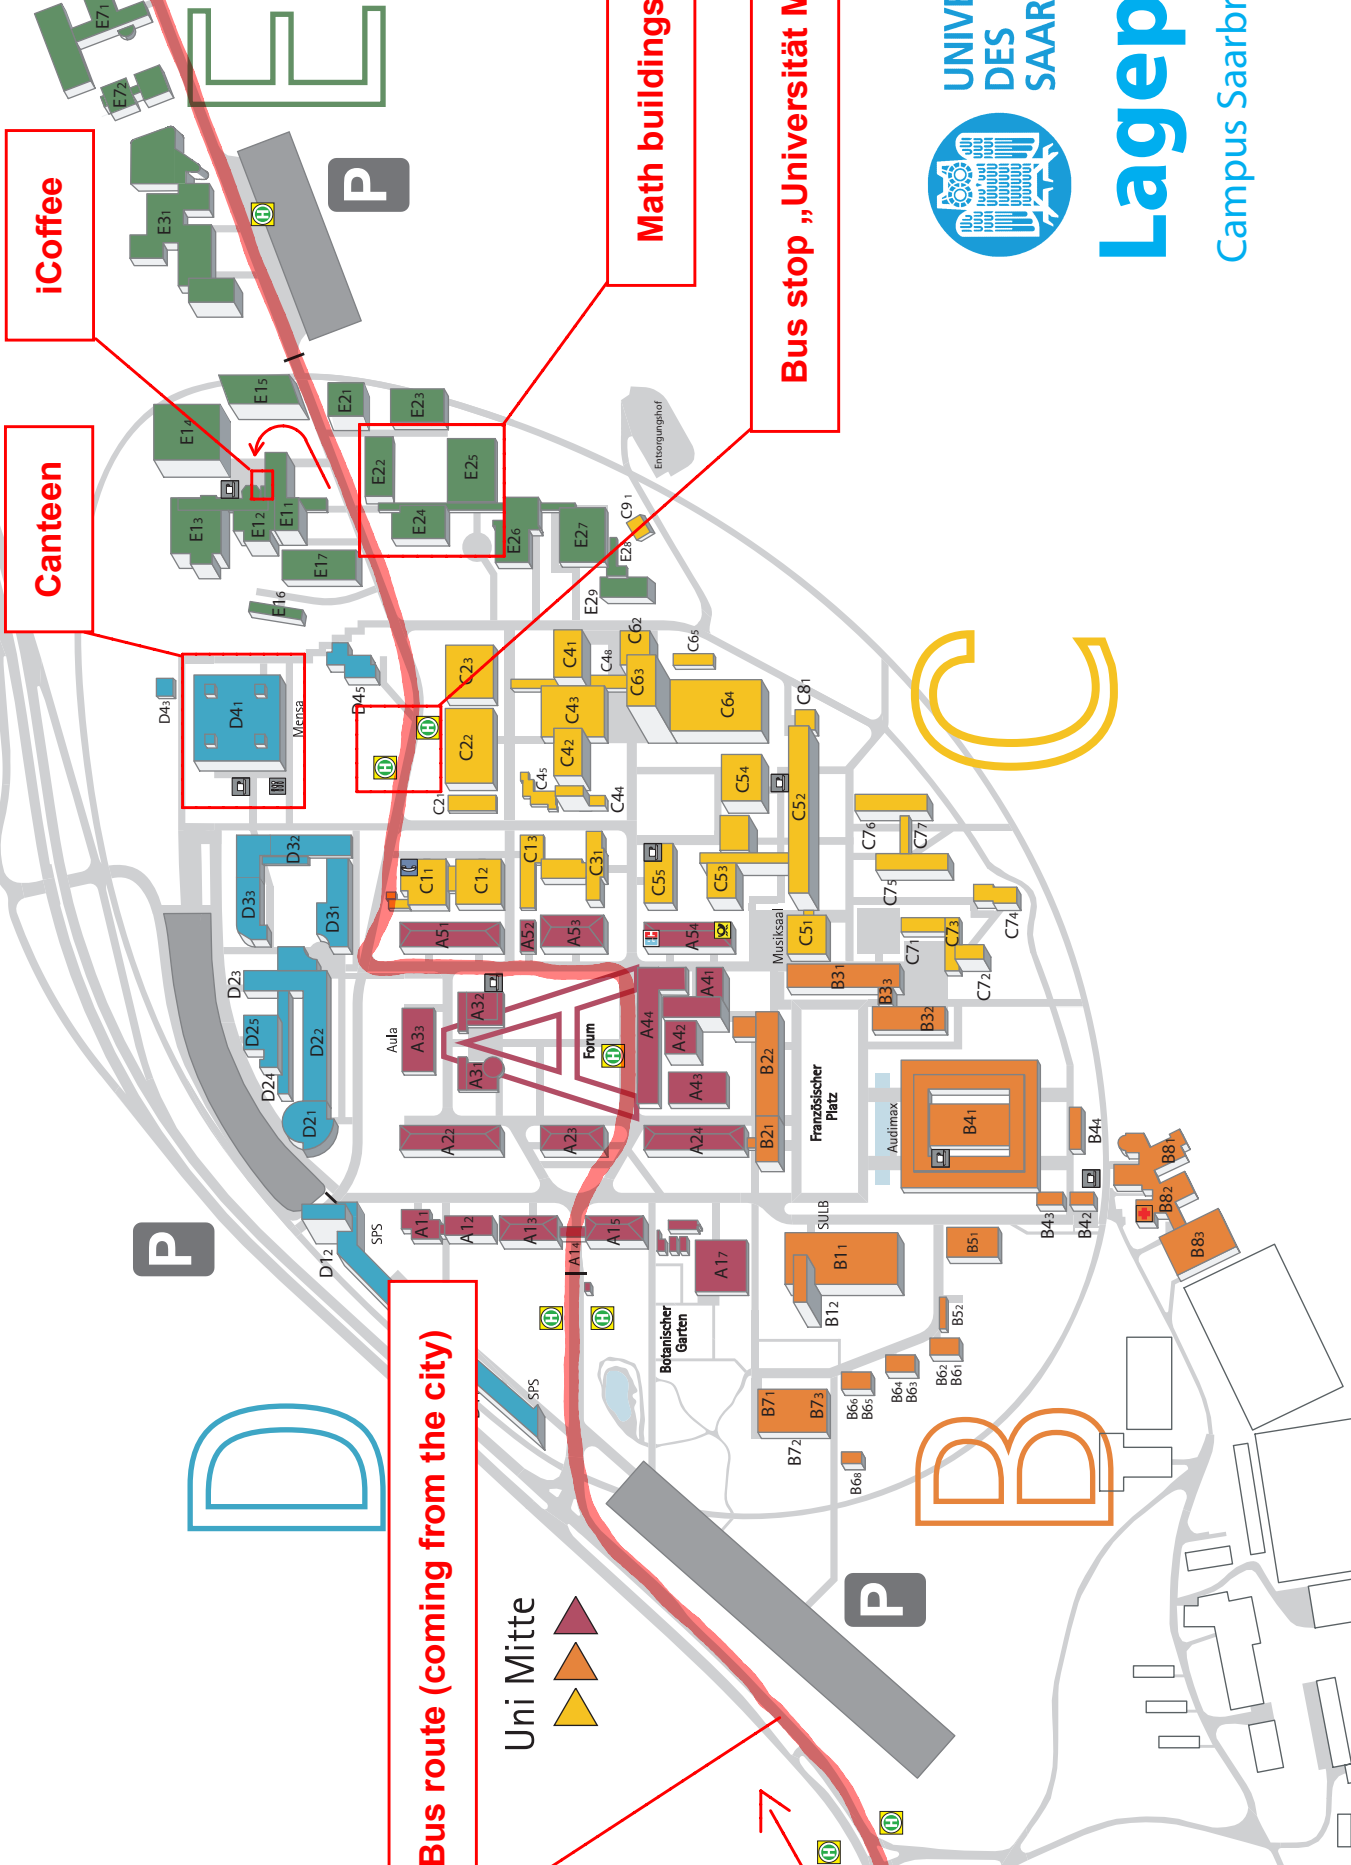 iCoffee
Canteen
Math buildings
Bus stop „Universität M
Bus route (coming from the city)
UNIVE
DES
SAAR
Lagep
Campus Saarbr
E
D
C
B
P
P
P
Uni Mitte
E71
E72
E31
E15
E14
E13
E12
E11
E17
E16
E21
E23
E22
E25
E24
E26
E27
E28
E29
C91
Entsorgungshof
D43
D41
Mensa
D45
D32
D33
D31
D23
D25
D24
D22
D21
D12
SPS
SPS
C23
C22
C21
C41
C48
C43
C42
C45
C44
C62
C63
C65
C64
C81
C54
C52
C53
C55
C51
Musiksaal
C11
C12
C13
C31
C76
C77
C75
C74
C71
C73
C72
A51
A52
A53
A54
Aula
A33
A32
A31
Forum
A44
A41
A42
A43
A22
A23
A24
A11
A12
A13
A14
A15
A17
B31
B33
B32
B22
B21
Französischer
Platz
Audimax
B41
B44
B43
B42
B81
B82
B83
SULB
B11
B12
B51
B52
B62
B61
B64
B63
B66
B65
B68
B71
B73
B72
Botanischer
Garten
H
H
H
H
H
H
H
H